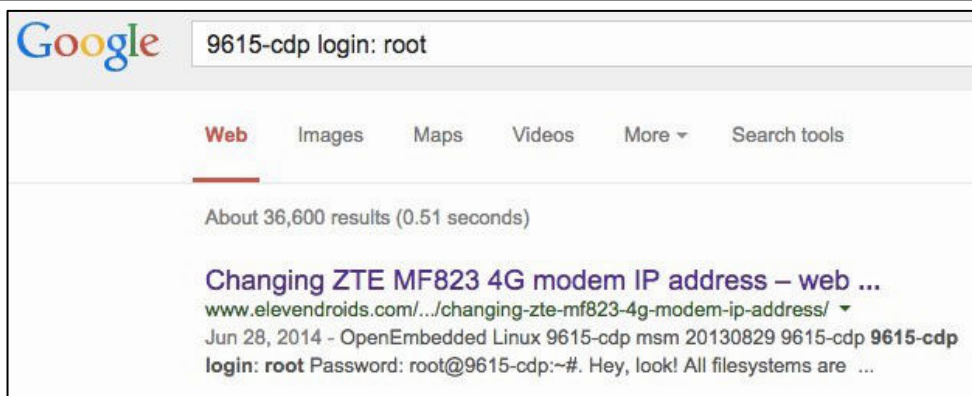 Google 9615-cdp login: root
Web Images Maps Videos More Search tools
About 36,600 results (0.51 seconds)
Changing ZTE MF823 4G modem IP address – web ...
www.elevendroids.com/.../changing-zte-mf823-4g-modem-ip-address/
Jun 28, 2014 - OpenEmbedded Linux 9615-cdp msm 20130829 9615-cdp 9615-cdp
login: root Password: root@9615-cdp:~#. Hey, look! All filesystems are ...